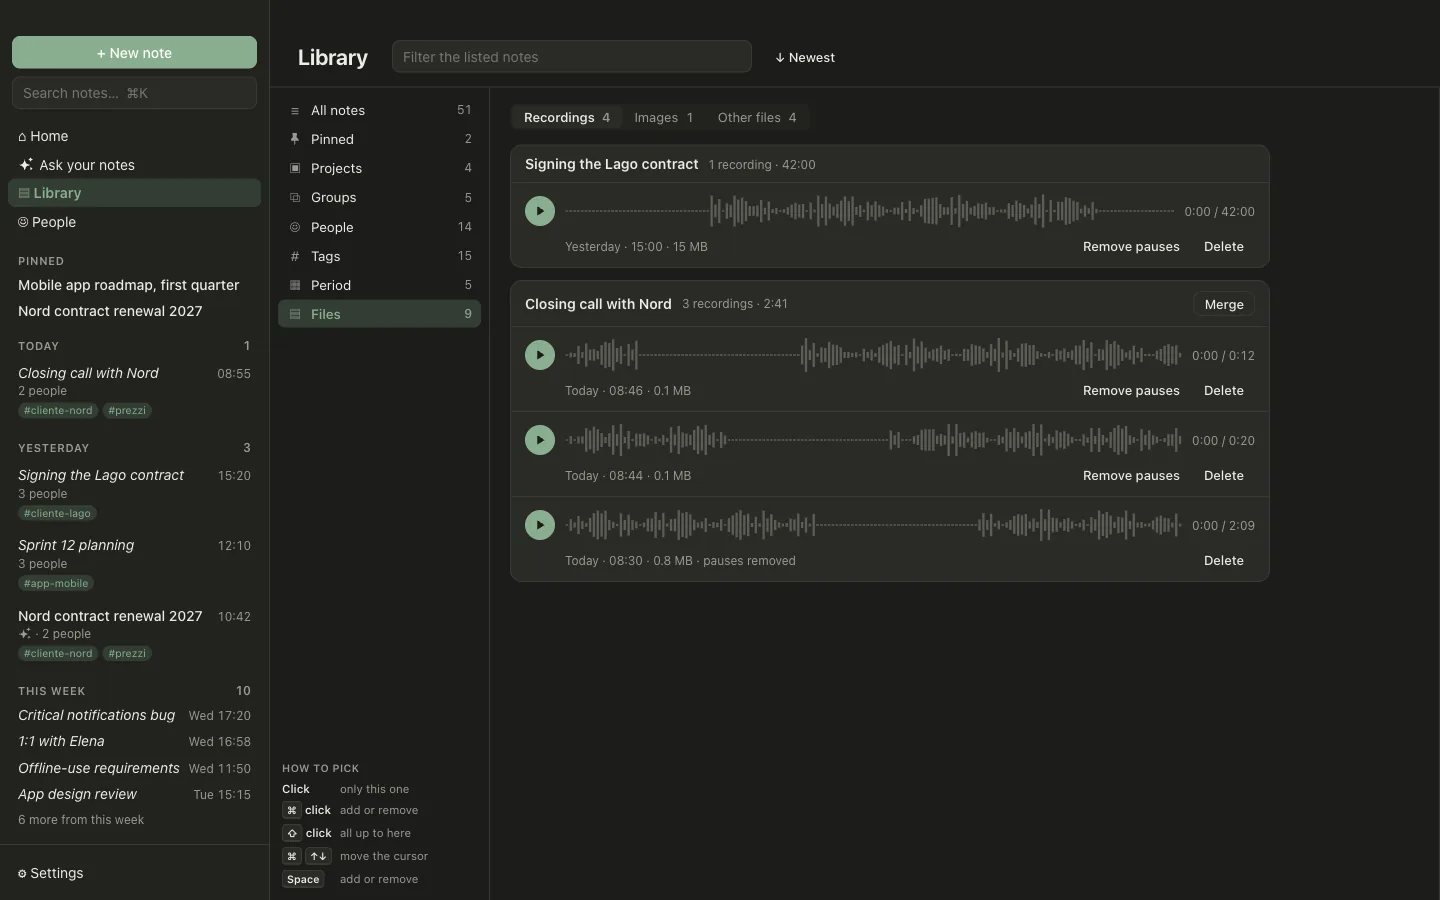 + New note
Search notes... ⌘K
⌂ Home
Ask your notes
Library
People
PINNED
Mobile app roadmap, first quarter
Nord contract renewal 2027
TODAY 1
Closing call with Nord 08:55
2 people
#cliente-nord #prezzi
YESTERDAY 3
Signing the Lago contract 15:20
3 people
#cliente-lago
Sprint 12 planning 12:10
3 people
#app-mobile
Nord contract renewal 2027 10:42
· 2 people
#cliente-nord #prezzi
THIS WEEK 10
Critical notifications bug Wed 17:20
1:1 with Elena Wed 16:58
Offline-use requirements Wed 11:50
App design review Tue 15:15
6 more from this week
Settings
Library
Filter the listed notes
↓ Newest
All notes 51
Pinned 2
Projects 4
Groups 5
People 14
# Tags 15
Period 5
Files 9
HOW TO PICK
Click only this one
⌘ click add or remove
⇧ click all up to here
⌘ ↑↓ move the cursor
Space add or remove
Recordings 4 Images 1 Other files 4
Signing the Lago contract 1 recording · 42:00
0:00 / 42:00
Yesterday · 15:00 · 15 MB Remove pauses Delete
Closing call with Nord 3 recordings · 2:41 Merge
0:00 / 0:12
Today · 08:46 · 0.1 MB Remove pauses Delete
0:00 / 0:20
Today · 08:44 · 0.1 MB Remove pauses Delete
0:00 / 2:09
Today · 08:30 · 0.8 MB · pauses removed Delete